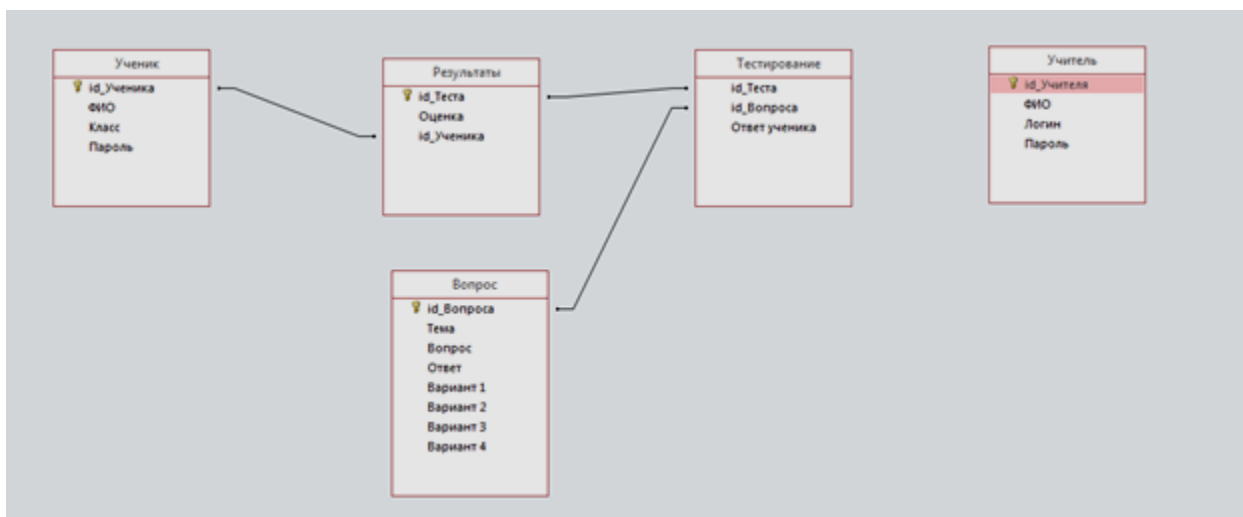 Ученик
id_Ученика
ФИО
Класс
Пароль
Результаты
id_Теста
Оценка
id_Ученика
Тестирование
id_Теста
id_Вопроса
Ответ ученика
Учитель
id_Учителя
ФИО
Логин
Пароль
Вопрос
id_Вопроса
Тема
Вопрос
Ответ
Вариант 1
Вариант 2
Вариант 3
Вариант 4